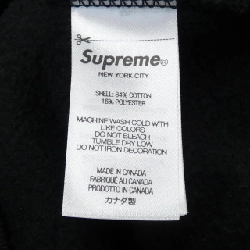 Supreme®
NEW YORK CITY
SHELL: 84% COTTON
16% POLYESTER
MACHINE WASH COLD WITH
LIKE COLORS
DO NOT BLEACH
TUMBLE DRY LOW
DO NOT IRON DECORATION
MADE IN CANADA
FABRIQUÉ AU CANADA
PRODOTTO IN CANADA
カナダ製